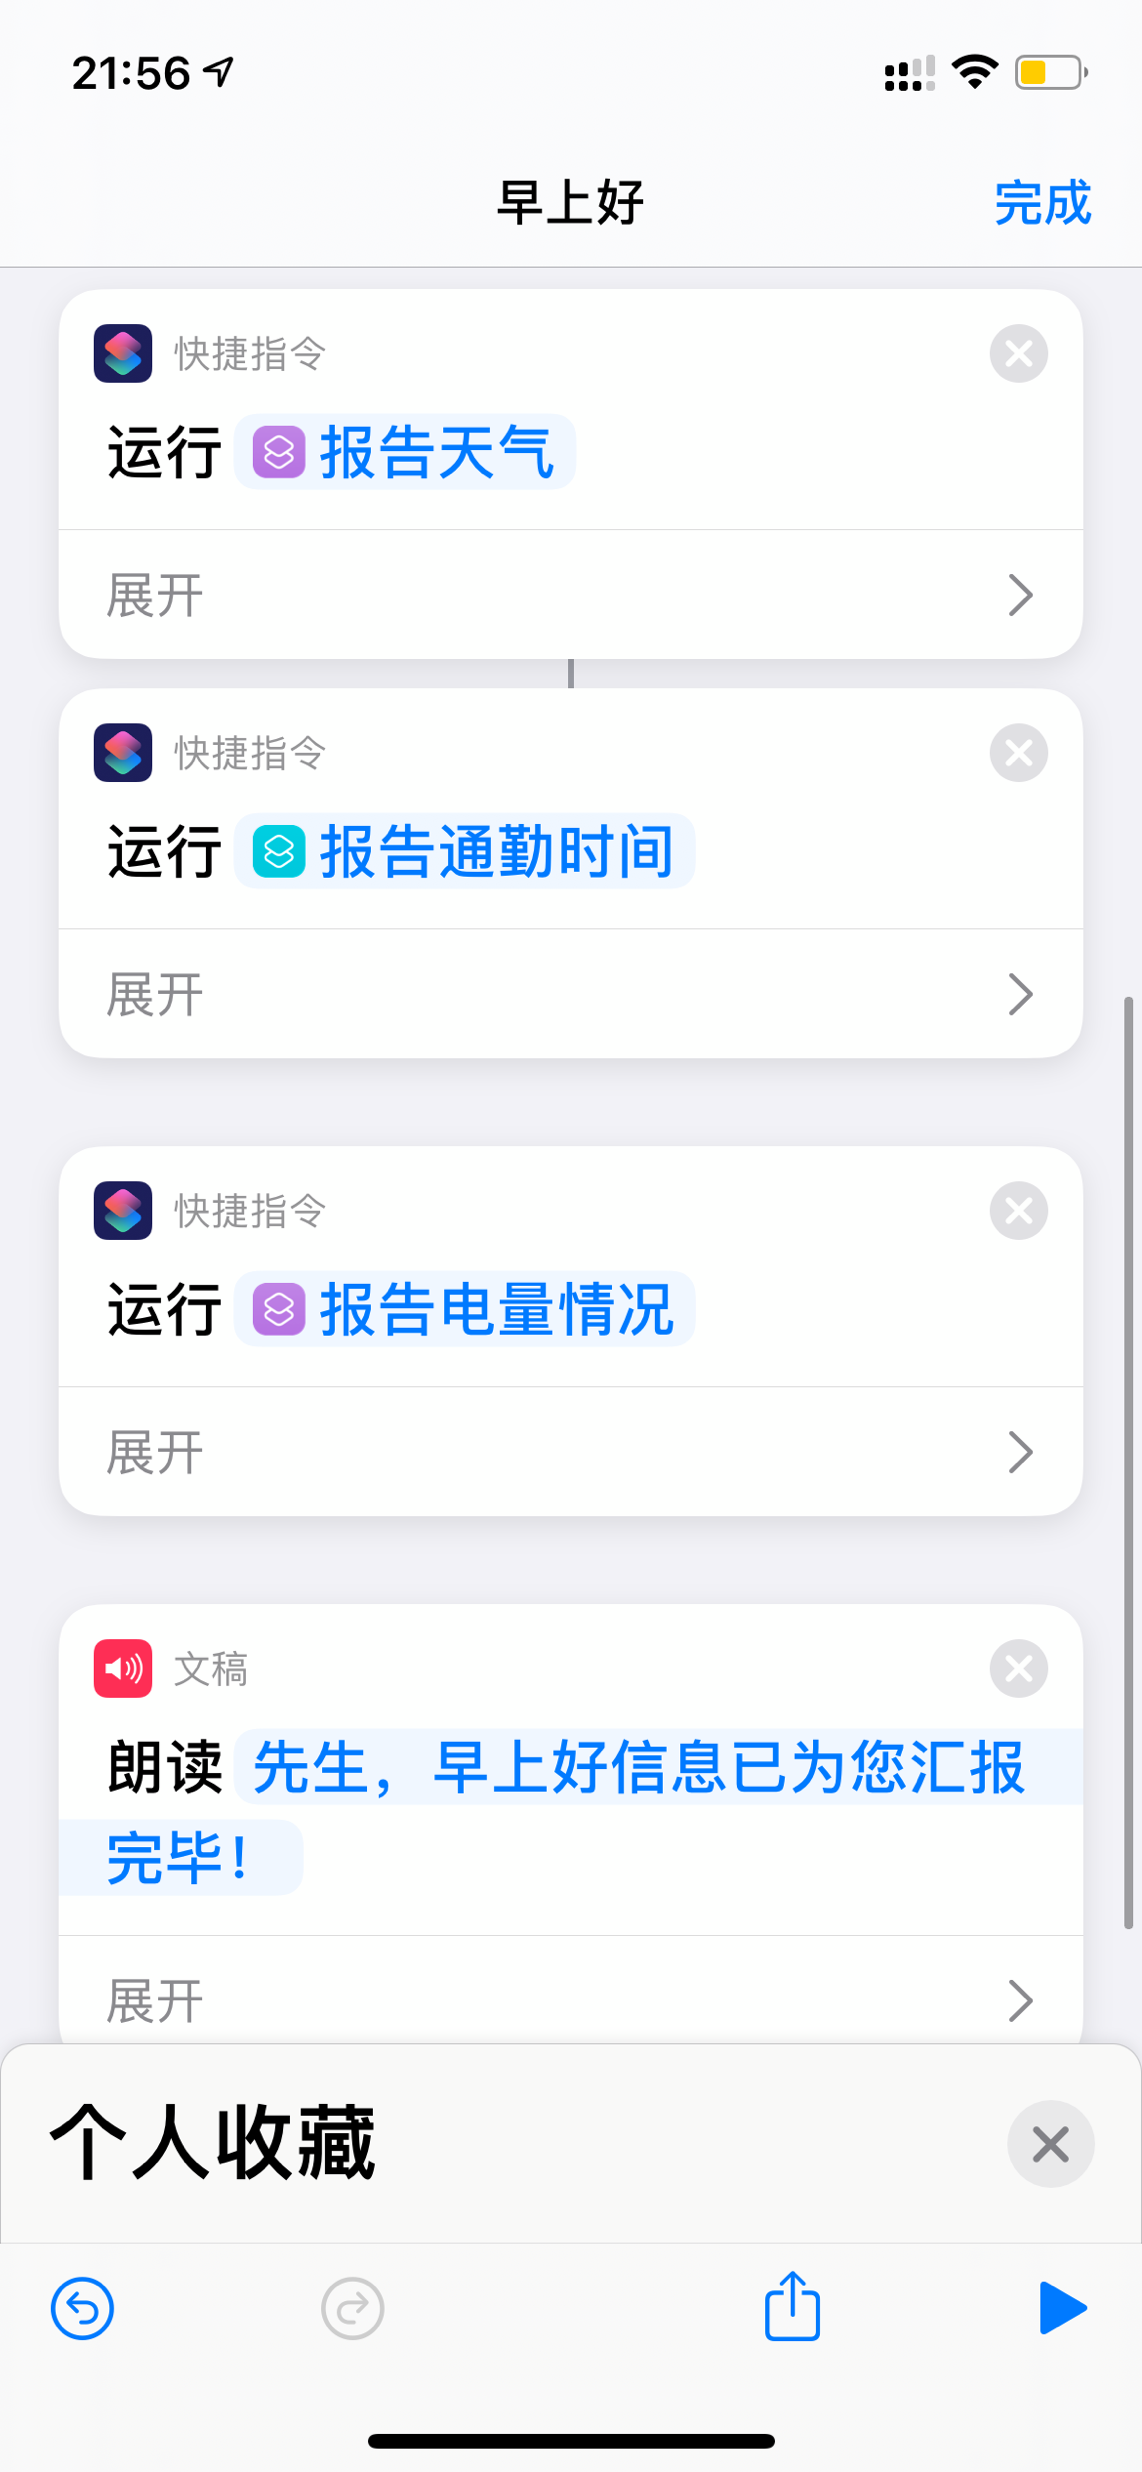 21:56
早上好
完成
快捷指令
运行 报告天气
展开
快捷指令
运行 报告通勤时间
展开
快捷指令
运行 报告电量情况
展开
文稿
朗读 先生，早上好信息已为您汇报
完毕！
展开
个人收藏